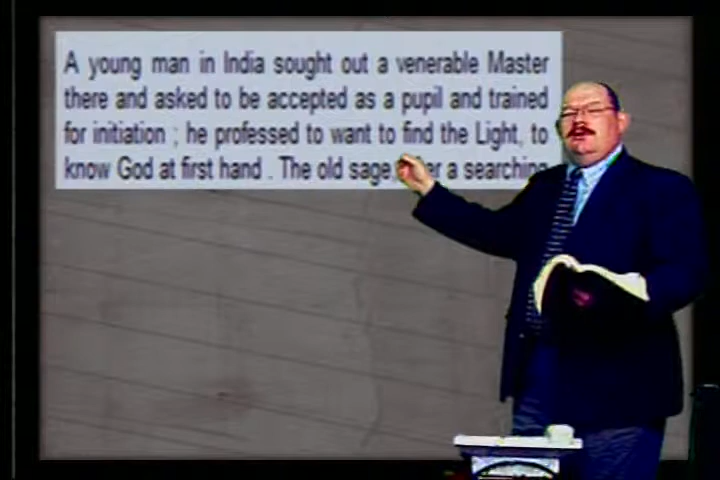 A young man in India sought out a venerable Master
there and asked to be accepted as a pupil and trained
for initiation ; he professed to want to find the Light, to
know God at first hand . The old sage, a searching